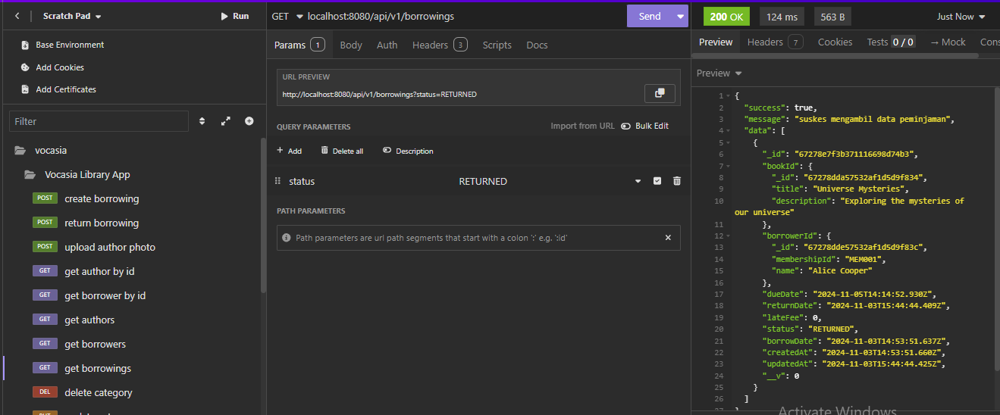 Scratch Pad
Run
Base Environment
Add Cookies
Add Certificates
Filter
vocasia
Vocasia Library App
POST create borrowing
POST return borrowing
POST upload author photo
GET get author by id
GET get borrower by id
GET get authors
GET get borrowers
GET get borrowings
DEL delete category
GET localhost:8080/api/v1/borrowings
Send
Params 1 Body Auth Headers 3 Scripts Docs
URL PREVIEW
http://localhost:8080/api/v1/borrowings?status=RETURNED
QUERY PARAMETERS
Import from URL Bulk Edit
+ Add Delete all Description
status RETURNED
PATH PARAMETERS
Path parameters are url path segments that start with a colon ':' e.g. ':id'
200 OK 124 ms 563 B Just Now
Preview Headers 7 Cookies Tests 0 / 0 → Mock Cons
Preview
1 {
2 "success": true,
3 "message": "suskes mengambil data peminjaman",
4 "data": [
5 {
6 "_id": "67278e7f3b371116698d74b3",
7 "bookId": {
8 "_id": "67278dda57532af1d5d9f834",
9 "title": "Universe Mysteries",
10 "description": "Exploring the mysteries of
our universe"
11 },
12 "borrowerId": {
13 "_id": "67278dde57532af1d5d9f83c",
14 "membershipId": "MEM001",
15 "name": "Alice Cooper"
16 },
17 "dueDate": "2024-11-05T14:14:52.930Z",
18 "returnDate": "2024-11-03T15:44:44.409Z",
19 "lateFee": 0,
20 "status": "RETURNED",
21 "borrowDate": "2024-11-03T14:53:51.637Z",
22 "createdAt": "2024-11-03T14:53:51.660Z",
23 "updatedAt": "2024-11-03T15:44:44.425Z",
24 "__v": 0
25 }
26 ]
27 }
Activate Windows